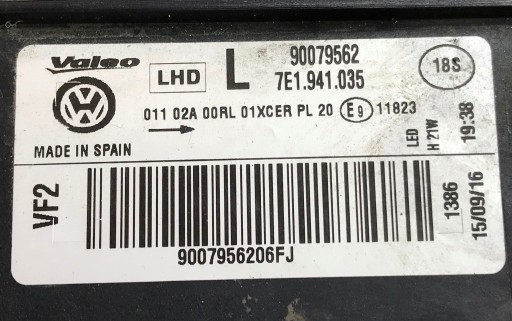 Valeo
LHD
L
90079562
7E1.941.035
18S
011 02A 00RL 01XCER PL 20 E9 11823
MADE IN SPAIN
LED
H 21W
19:38
VF2
1386
15/09/16
9007956206FJ